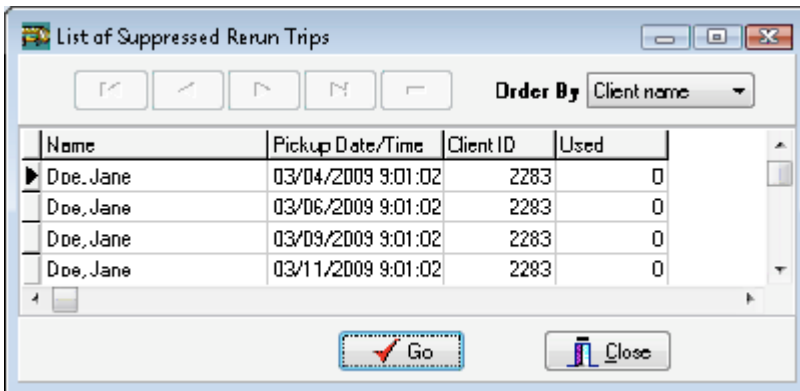 List of Suppressed Rerun Trips
Order By Client name
Name Pickup Date/Time Client ID Used
Doe, Jane 03/04/2009 9:01:02 2283 0
Doe, Jane 03/06/2009 9:01:02 2283 0
Doe, Jane 03/09/2009 9:01:02 2283 0
Doe, Jane 03/11/2009 9:01:02 2283 0
Go Close